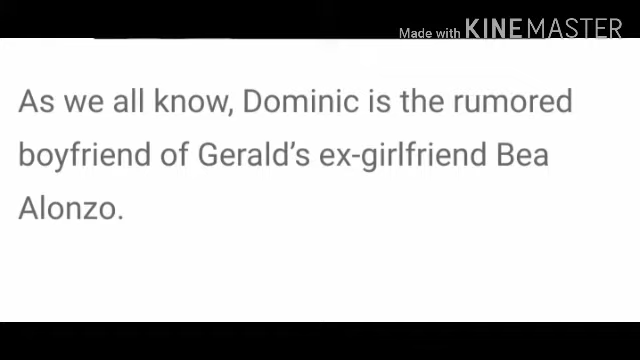 Made with KINEMASTER
As we all know, Dominic is the rumored
boyfriend of Gerald's ex-girlfriend Bea
Alonzo.